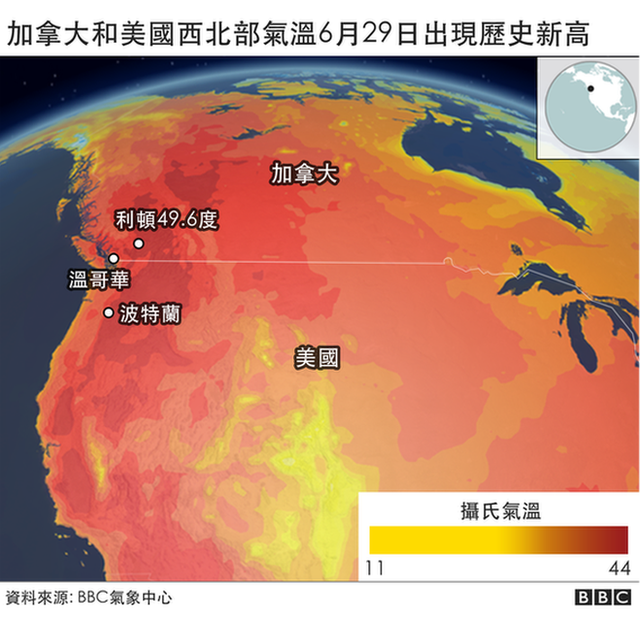 加拿大和美國西北部氣溫6月29日出現歷史新高
加拿大
利頓49.6度
溫哥華
波特蘭
美國
攝氏氣溫
11 44
資料來源: BBC氣象中心
BBC